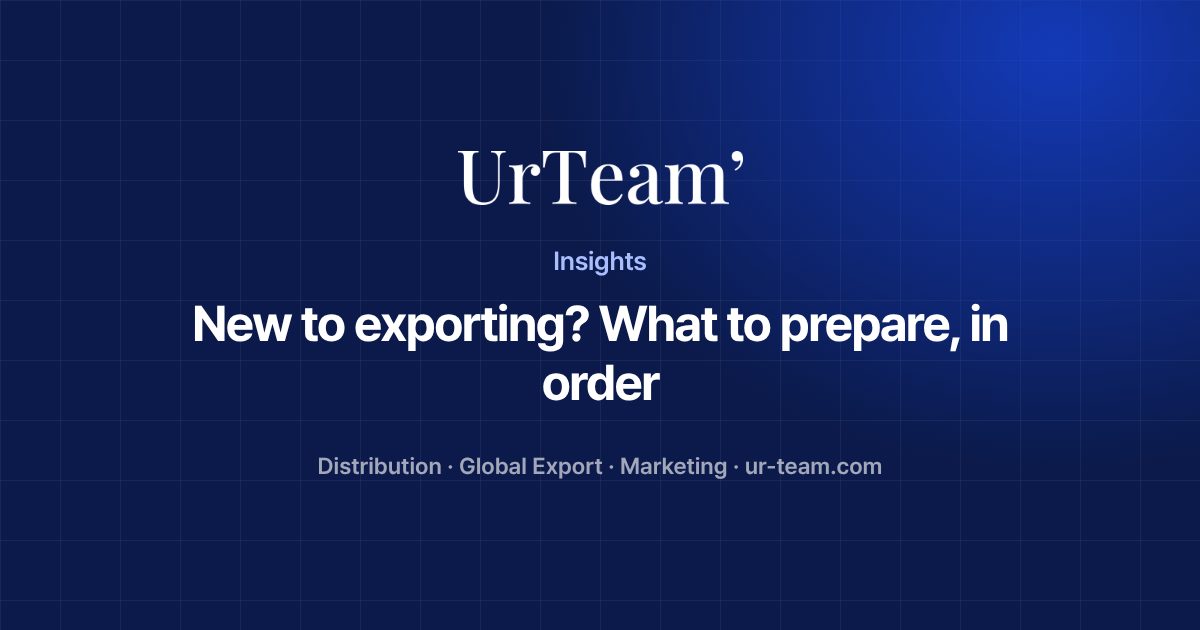 UrTeam’
Insights
New to exporting? What to prepare, in
order
Distribution · Global Export · Marketing · ur-team.com